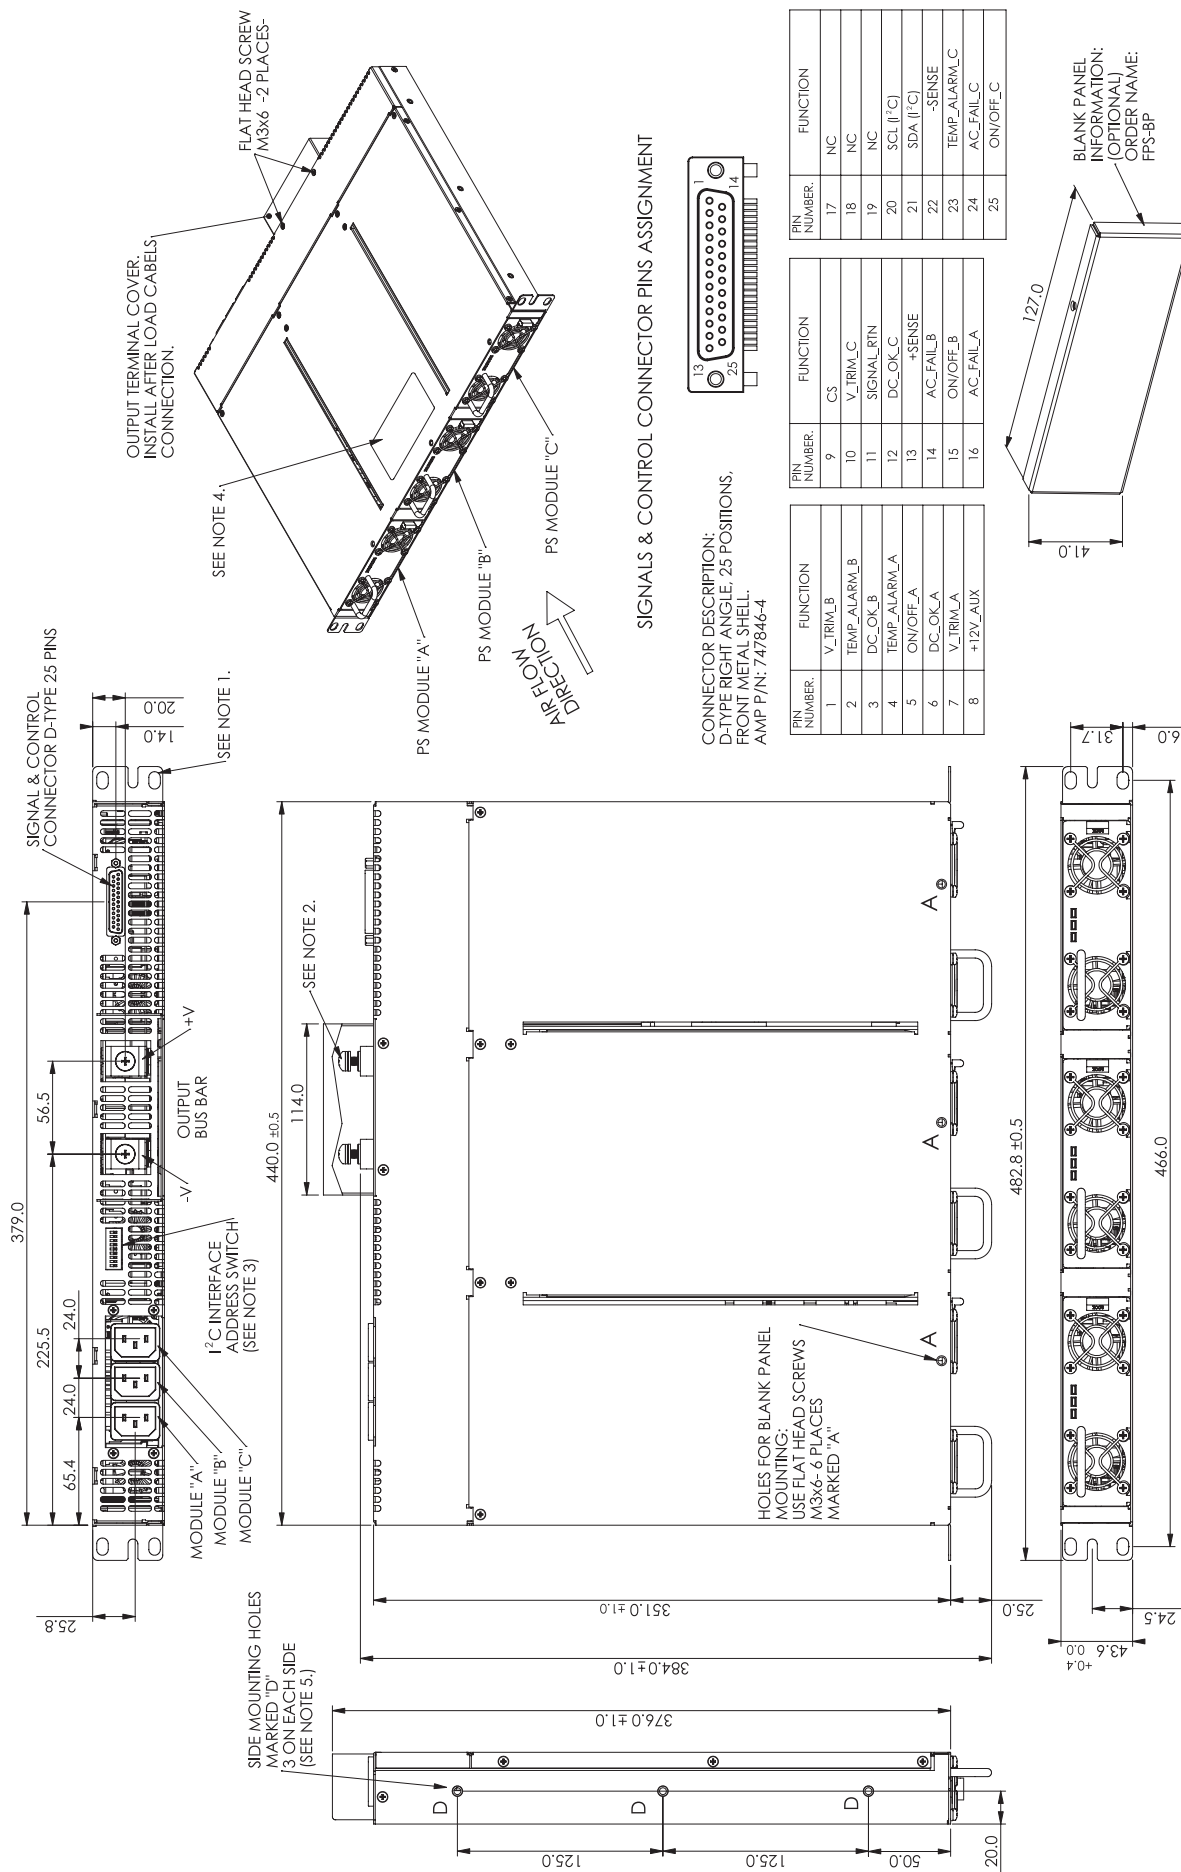 SIGNAL & CONTROL
CONNECTOR D-TYPE 25 PINS
379.0
225.5
56.5
65.4
24.0
24.0
25.8
14.0
20.0
SEE NOTE 1.
MODULE "A"
MODULE "B"
MODULE "C"
I²C INTERFACE
ADDRESS SWITCH
(SEE NOTE 3)
-V
OUTPUT
BUS BAR
+V
OUTPUT TERMINAL COVER.
INSTALL AFTER LOAD CABELS
CONNECTION.
FLAT HEAD SCREW
M3x6 -2 PLACES-
SEE NOTE 4.
PS MODULE "A"
PS MODULE "B"
PS MODULE "C"
AIR FLOW
DIRECTION
SIDE MOUNTING HOLES
MARKED "D"
3 ON EACH SIDE
(SEE NOTE 5.)
D
D
D
376.0 ±1.0
125.0
125.0
50.0
20.0
440.0 ±0.5
114.0
SEE NOTE 2.
384.0±1.0
351.0 ±1.0
25.0
HOLES FOR BLANK PANEL
MOUNTING:
USE FLAT HEAD SCREWS
M3x6- 6 PLACES
MARKED "A"
A
A
A
482.8 ±0.5
466.0
43.6 +0.4 0.0
24.5
31.7
6.0
SIGNALS & CONTROL CONNECTOR PINS ASSIGNMENT
CONNECTOR DESCRIPTION:
D-TYPE RIGHT ANGLE, 25 POSITIONS,
FRONT METAL SHELL.
AMP P/N: 747846-4
13
1
25
14
PIN NUMBER. FUNCTION
1 V_TRIM_B
2 TEMP_ALARM_B
3 DC_OK_B
4 TEMP_ALARM_A
5 ON/OFF_A
6 DC_OK_A
7 V_TRIM_A
8 +12V_AUX
PIN NUMBER. FUNCTION
9 CS
10 V_TRIM_C
11 SIGNAL_RTN
12 DC_OK_C
13 +SENSE
14 AC_FAIL_B
15 ON/OFF_B
16 AC_FAIL_A
PIN NUMBER. FUNCTION
17 NC
18 NC
19 NC
20 SCL (I²C)
21 SDA (I²C)
22 -SENSE
23 TEMP_ALARM_C
24 AC_FAIL_C
25 ON/OFF_C
127.0
41.0
BLANK PANEL
INFORMATION:
(OPTIONAL)
ORDER NAME:
FPS-BP